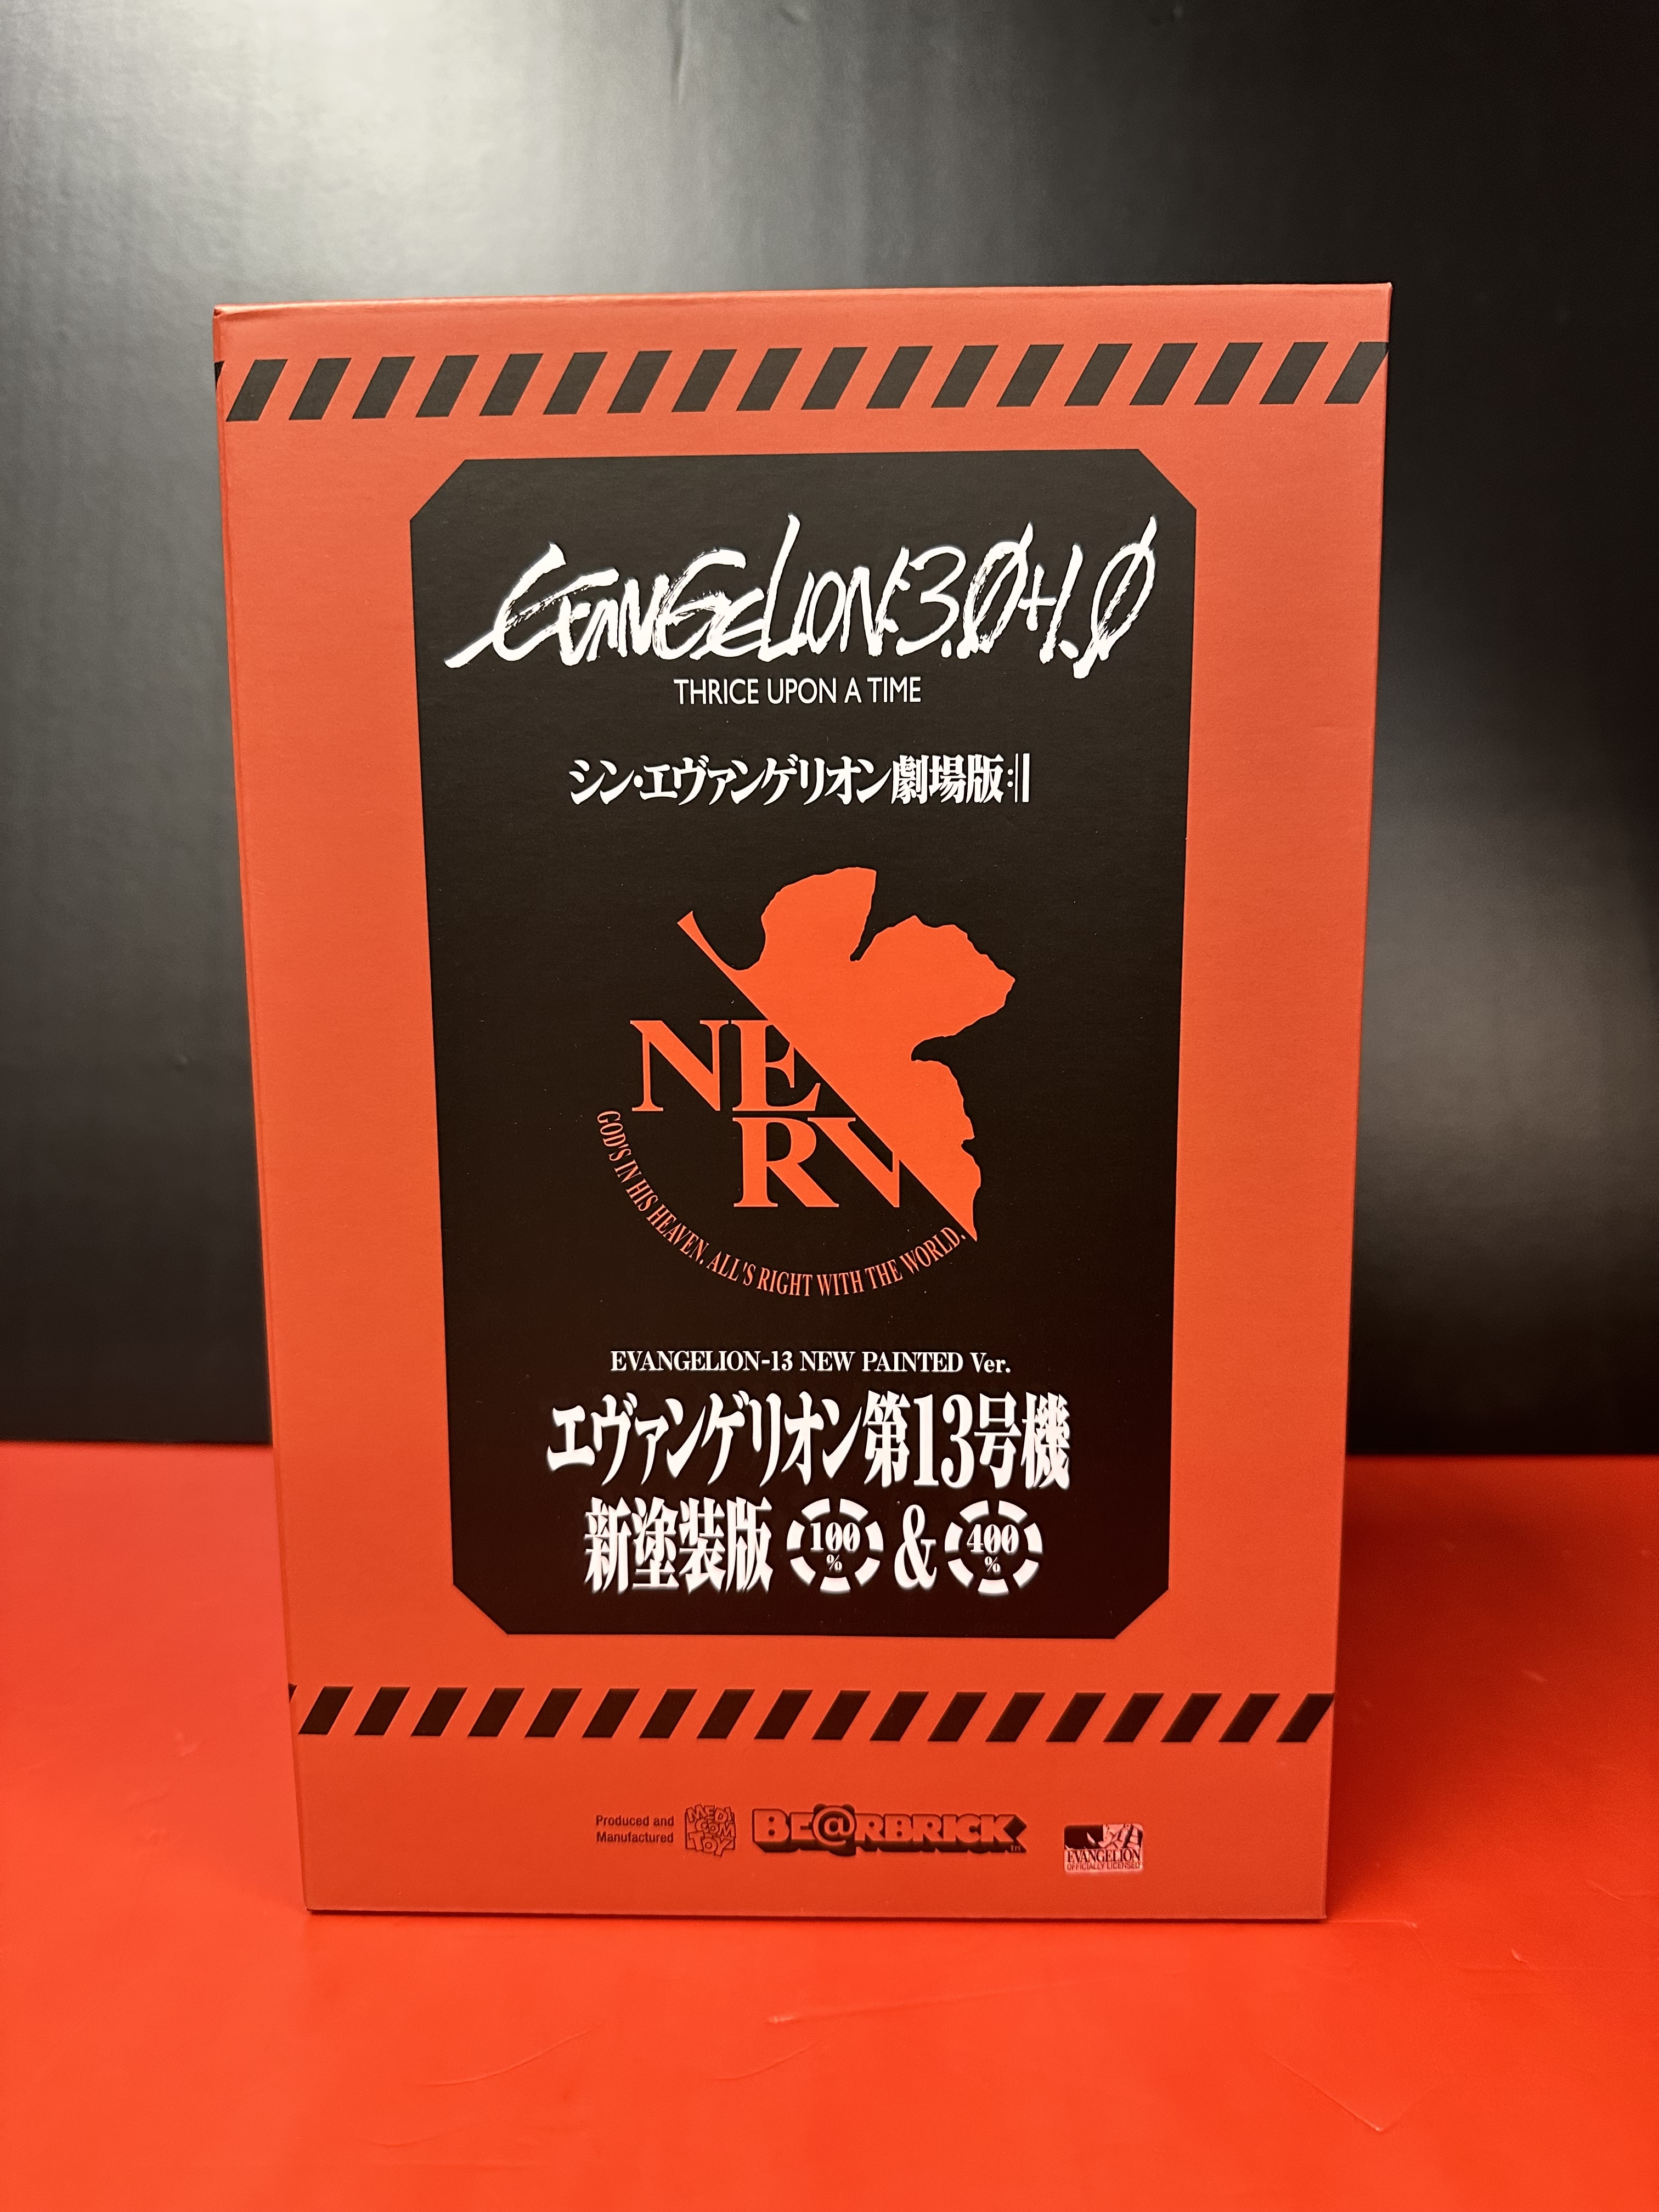 EVANGELION:3.0+1.0
THRICE UPON A TIME
シン・エヴァンゲリオン劇場版:||
NERV
GOD'S IN HIS HEAVEN. ALL'S RIGHT WITH THE WORLD.
EVANGELION-13 NEW PAINTED Ver.
エヴァンゲリオン第13号機
新塗装版 100% & 400%
Produced and
Manufactured
MEDICOM TOY
BE@RBRICK TM
EVANGELION
OFFICIALLY LICENSED